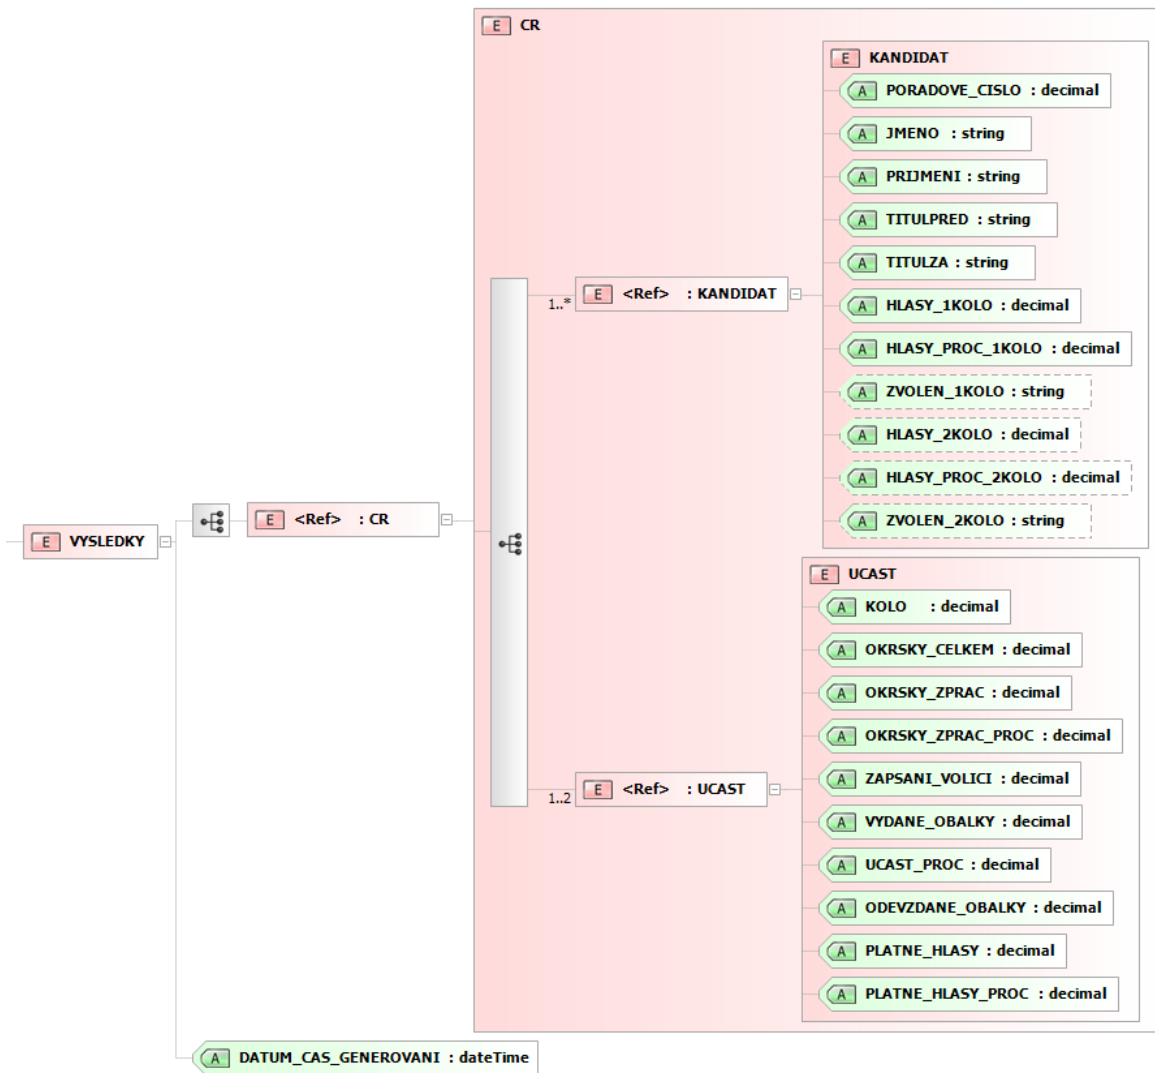 E CR
E KANDIDAT
A PORADOVE_CISLO : decimal
A JMENO : string
A PRIJMENI : string
A TITULPRED : string
A TITULZA : string
E <Ref> : KANDIDAT
1..*
A HLASY_1KOLO : decimal
A HLASY_PROC_1KOLO : decimal
A ZVOLEN_1KOLO : string
A HLASY_2KOLO : decimal
A HLASY_PROC_2KOLO : decimal
A ZVOLEN_2KOLO : string
E <Ref> : CR
E VYSLEDKY
E UCAST
A KOLO : decimal
A OKRSKY_CELKEM : decimal
A OKRSKY_ZPRAC : decimal
A OKRSKY_ZPRAC_PROC : decimal
A ZAPSANI_VOLICI : decimal
E <Ref> : UCAST
1..2
A VYDANE_OBALKY : decimal
A UCAST_PROC : decimal
A ODEVZDANE_OBALKY : decimal
A PLATNE_HLASY : decimal
A PLATNE_HLASY_PROC : decimal
A DATUM_CAS_GENEROVANI : dateTime